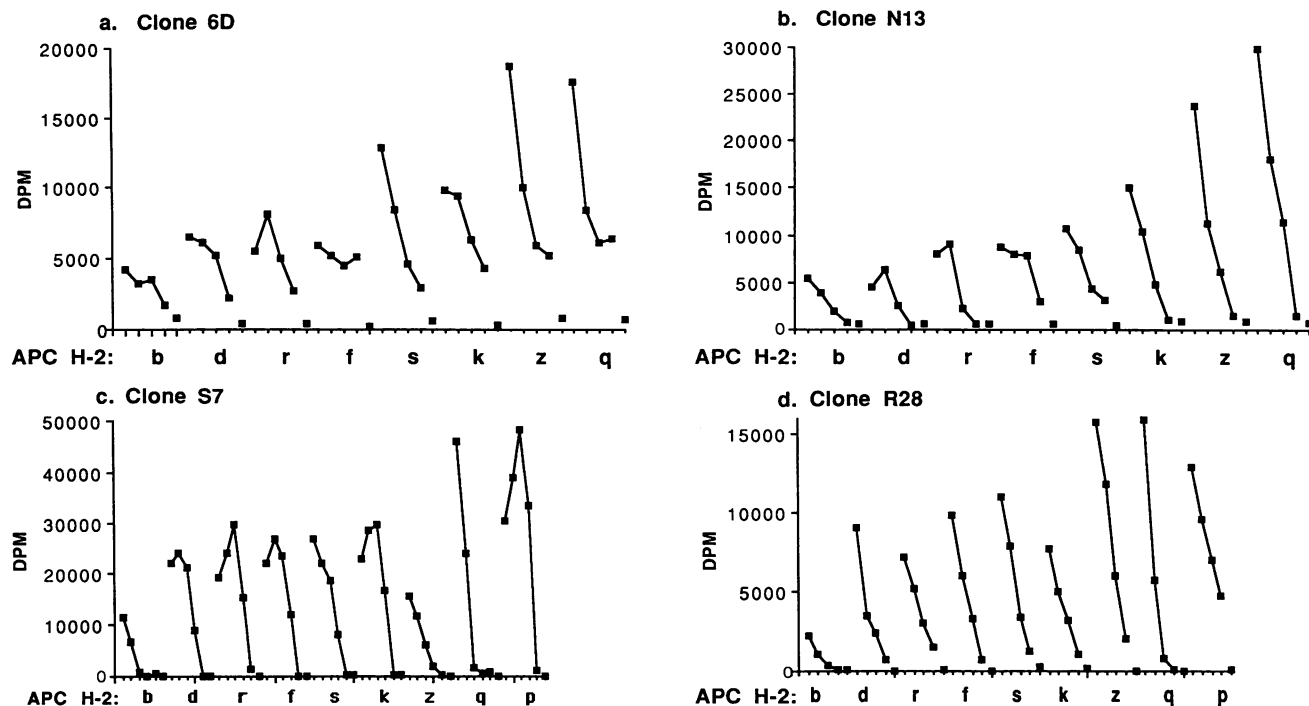 a. Clone 6D
20000
15000
10000
5000
0
DPM
APC H-2: b d r f s k z q
b. Clone N13
30000
25000
20000
15000
10000
5000
0
DPM
APC H-2: b d r f s k z q
c. Clone S7
50000
40000
30000
20000
10000
0
DPM
APC H-2: b d r f s k z q p
d. Clone R28
15000
10000
5000
0
DPM
APC H-2: b d r f s k z q p